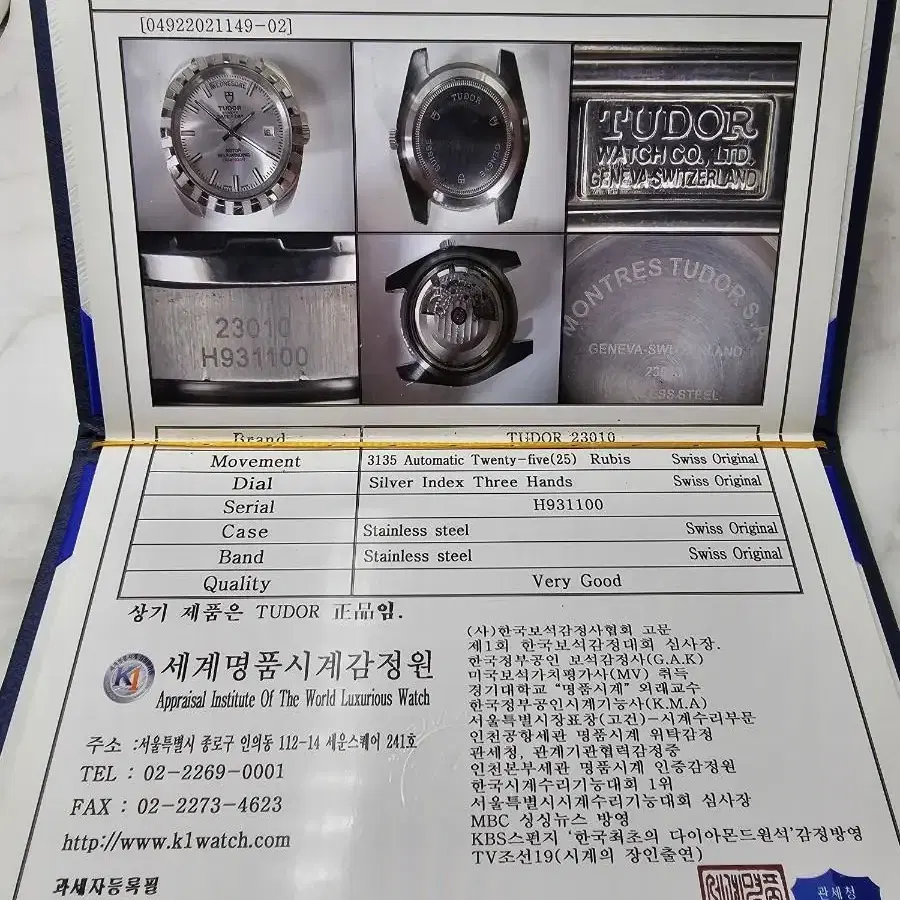 [04922021149-02]
WEDNESDAY
TUDOR
TUDOR
GENEVE
SUISSE
TUDOR
WATCH CO., LTD.
GENEVA-SWITZERLAND
23010
H931100
MONTRES TUDOR S.A
GENEVA-SWITZERLAND
STEEL
Brand TUDOR 23010
Movement 3135 Automatic Twenty-five(25) Rubis Swiss Original
Dial Silver Index Three Hands Swiss Original
Serial H931100
Case Stainless steel Swiss Original
Band Stainless steel Swiss Original
Quality Very Good
상기 제품은 TUDOR 正品임.
K1
세계명품시계감정원
Appraisal Institute Of The World Luxurious Watch
주소 :서울특별시 종로구 인의동 112-14 세운스퀘어 241호
TEL : 02-2269-0001
FAX : 02-2273-4623
http://www.k1watch.com
과세자등록필
(사)한국보석감정사협회 고문
제1회 한국보석감정대회 심사장.
한국정부공인 보석감정사(G.A.K)
미국보석가치평가사(MV) 취득
경기대학교 "명품시계" 외래교수
한국정부공인시계기능사(K.M.A)
서울특별시장표창(고건)-시계수리부문
인천공항세관 명품시계 위탁감정
관세청, 관계기관협력감정중
인천본부세관 명품시계 인증감정원
한국시계수리기능대회 1위
서울특별시시계수리기능대회 심사장
MBC 싱싱뉴스 방영
KBS스펀지 '한국최초의 다이아몬드원석'감정방영
TV조선19(시계의 장인출연)
세계명품
관세청